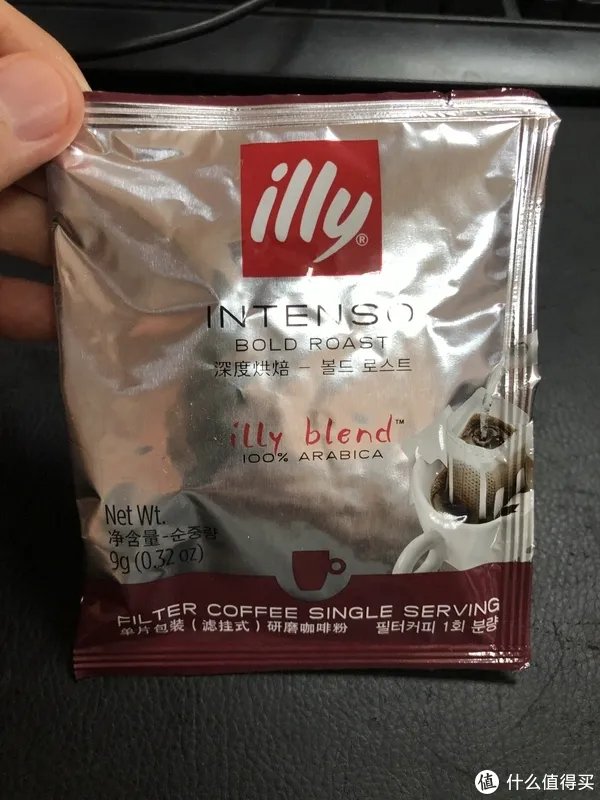 illy®
INTENSO
BOLD ROAST
深度烘焙 – 볼드 로스트
illy blend™
100% ARABICA
Net Wt.
净含量-순중량
9g (0.32 oz)
FILTER COFFEE SINGLE SERVING
单片包装（滤挂式）研磨咖啡粉 필터커피 1회 분량
值 什么值得买